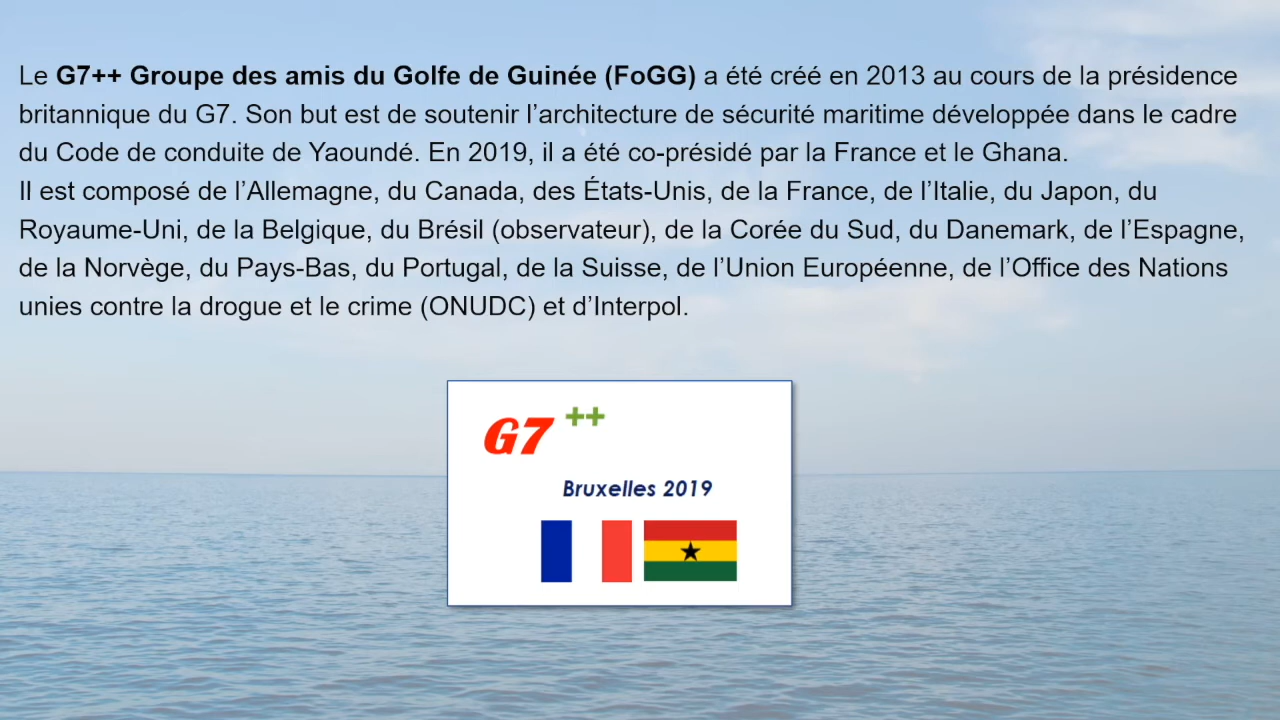 Le G7++ Groupe des amis du Golfe de Guinée (FoGG) a été créé en 2013 au cours de la présidence
britannique du G7. Son but est de soutenir l’architecture de sécurité maritime développée dans le cadre
du Code de conduite de Yaoundé. En 2019, il a été co-présidé par la France et le Ghana.
Il est composé de l’Allemagne, du Canada, des États-Unis, de la France, de l’Italie, du Japon, du
Royaume-Uni, de la Belgique, du Brésil (observateur), de la Corée du Sud, du Danemark, de l’Espagne,
de la Norvège, du Pays-Bas, du Portugal, de la Suisse, de l’Union Européenne, de l’Office des Nations
unies contre la drogue et le crime (ONUDC) et d’Interpol.
G7 ++
Bruxelles 2019